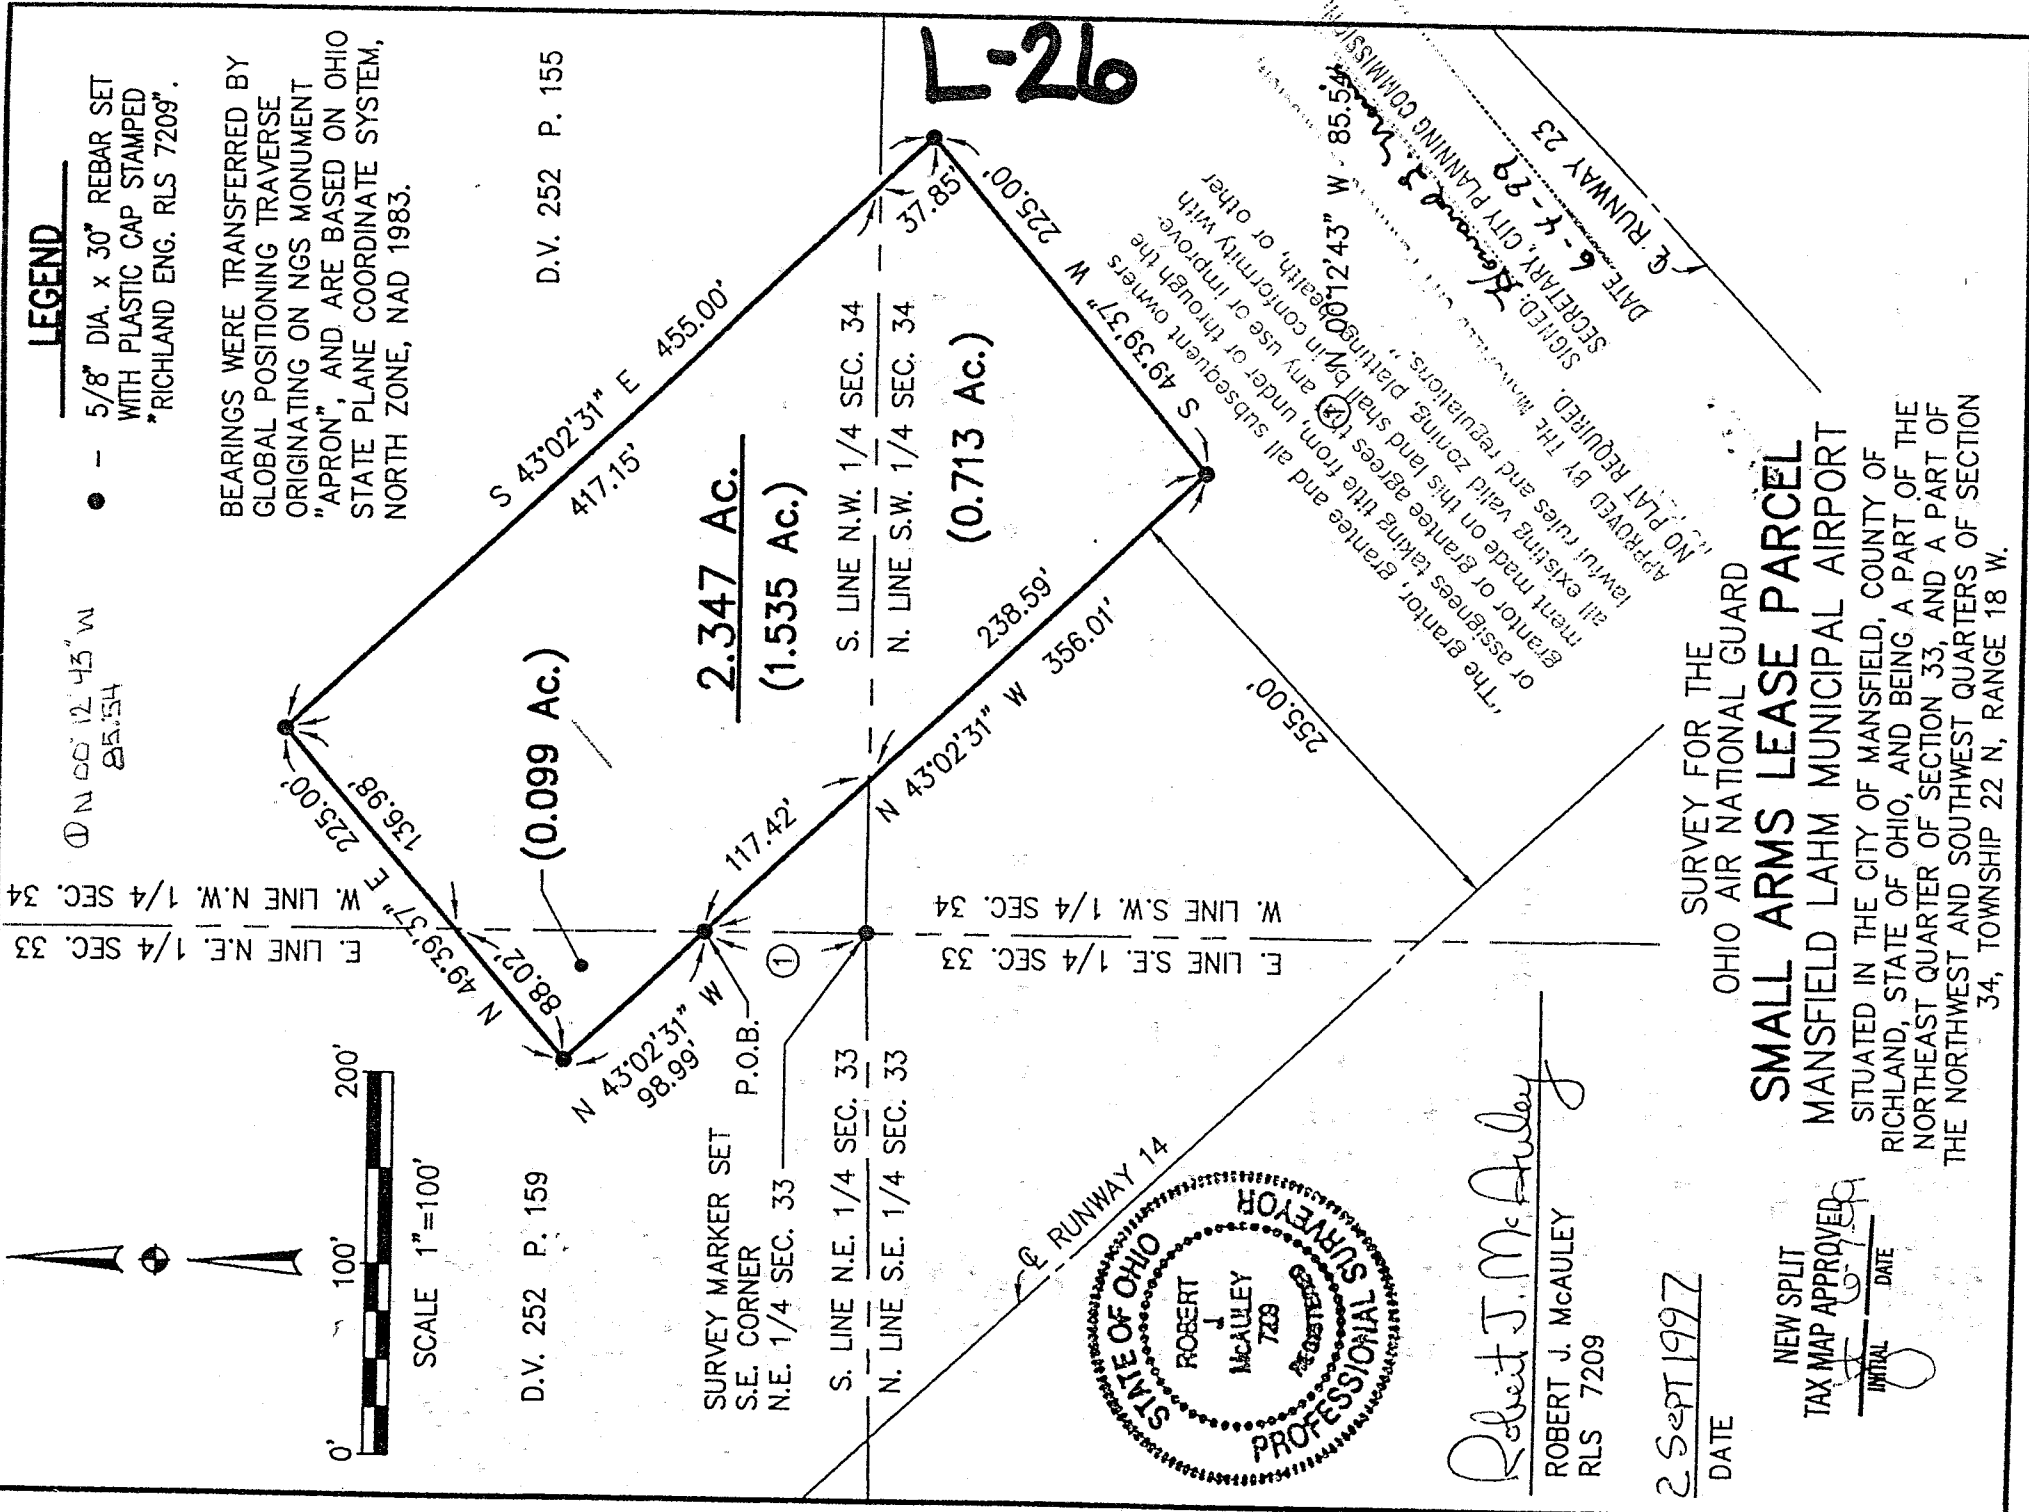 LEGEND
● - 5/8" DIA. x 30" REBAR SET
WITH PLASTIC CAP STAMPED
"RICHLAND ENG. RLS 7209".
BEARINGS WERE TRANSFERRED BY
GLOBAL POSITIONING TRAVERSE
ORIGINATING ON NGS MONUMENT
"APRON", AND ARE BASED ON OHIO
STATE PLANE COORDINATE SYSTEM,
NORTH ZONE, NAD 1983.
D.V. 252 P. 155
L-26
① N 00° 12' 43" W
85.54
0' 100' 200'
SCALE 1"=100'
D.V. 252 P. 159
W. LINE N.W. 1/4 SEC. 34
E. LINE N.E. 1/4 SEC. 33
N 49°39'37" E 225.00'
136.98'
88.02'
S 43°02'31" E 455.00'
417.15'
37.85'
225.00'
S 49°39'37" W
(0.099 Ac.)
2.347 Ac.
(1.535 Ac.)
(0.713 Ac.)
S. LINE N.W. 1/4 SEC. 34
N. LINE S.W. 1/4 SEC. 34
117.42'
238.59'
N 43°02'31" W 356.01'
N 43°02'31" W
98.99'
P.O.B.
①
SURVEY MARKER SET
S.E. CORNER
N.E. 1/4 SEC. 33
S. LINE N.E. 1/4 SEC. 33
N. LINE S.E. 1/4 SEC. 33
W. LINE S.W. 1/4 SEC. 34
E. LINE S.E. 1/4 SEC. 33
255.00'
℄ RUNWAY 14
℄ RUNWAY 23
① N 00°12'43" W 85.54'
"The grantor, grantee and all subsequent owners
or assignees taking title from, under or through the
grantor or grantee agrees that any use or improve-
ment made on this land shall be in conformity with
all existing valid zoning, platting, health, or other
lawful rules and regulations."
APPROVED BY THE MANSFIELD CITY PLANNING COMMISSION
NO PLAT REQUIRED.
SIGNED:
SECRETARY, CITY PLANNING COMMISSION
DATE 6-4-99
STATE OF OHIO
ROBERT
J
McAULEY
7209
REGISTERED
PROFESSIONAL SURVEYOR
Robert J. McAuley
ROBERT J. McAULEY
RLS 7209
2 SEPT 1997
DATE
SURVEY FOR THE
OHIO AIR NATIONAL GUARD
SMALL ARMS LEASE PARCEL
MANSFIELD LAHM MUNICIPAL AIRPORT
SITUATED IN THE CITY OF MANSFIELD, COUNTY OF
RICHLAND, STATE OF OHIO, AND BEING A PART OF THE
NORTHEAST QUARTER OF SECTION 33, AND A PART OF
THE NORTHWEST AND SOUTHWEST QUARTERS OF SECTION
34, TOWNSHIP 22 N, RANGE 18 W.
NEW SPLIT
TAX MAP APPROVED
INITIAL DATE